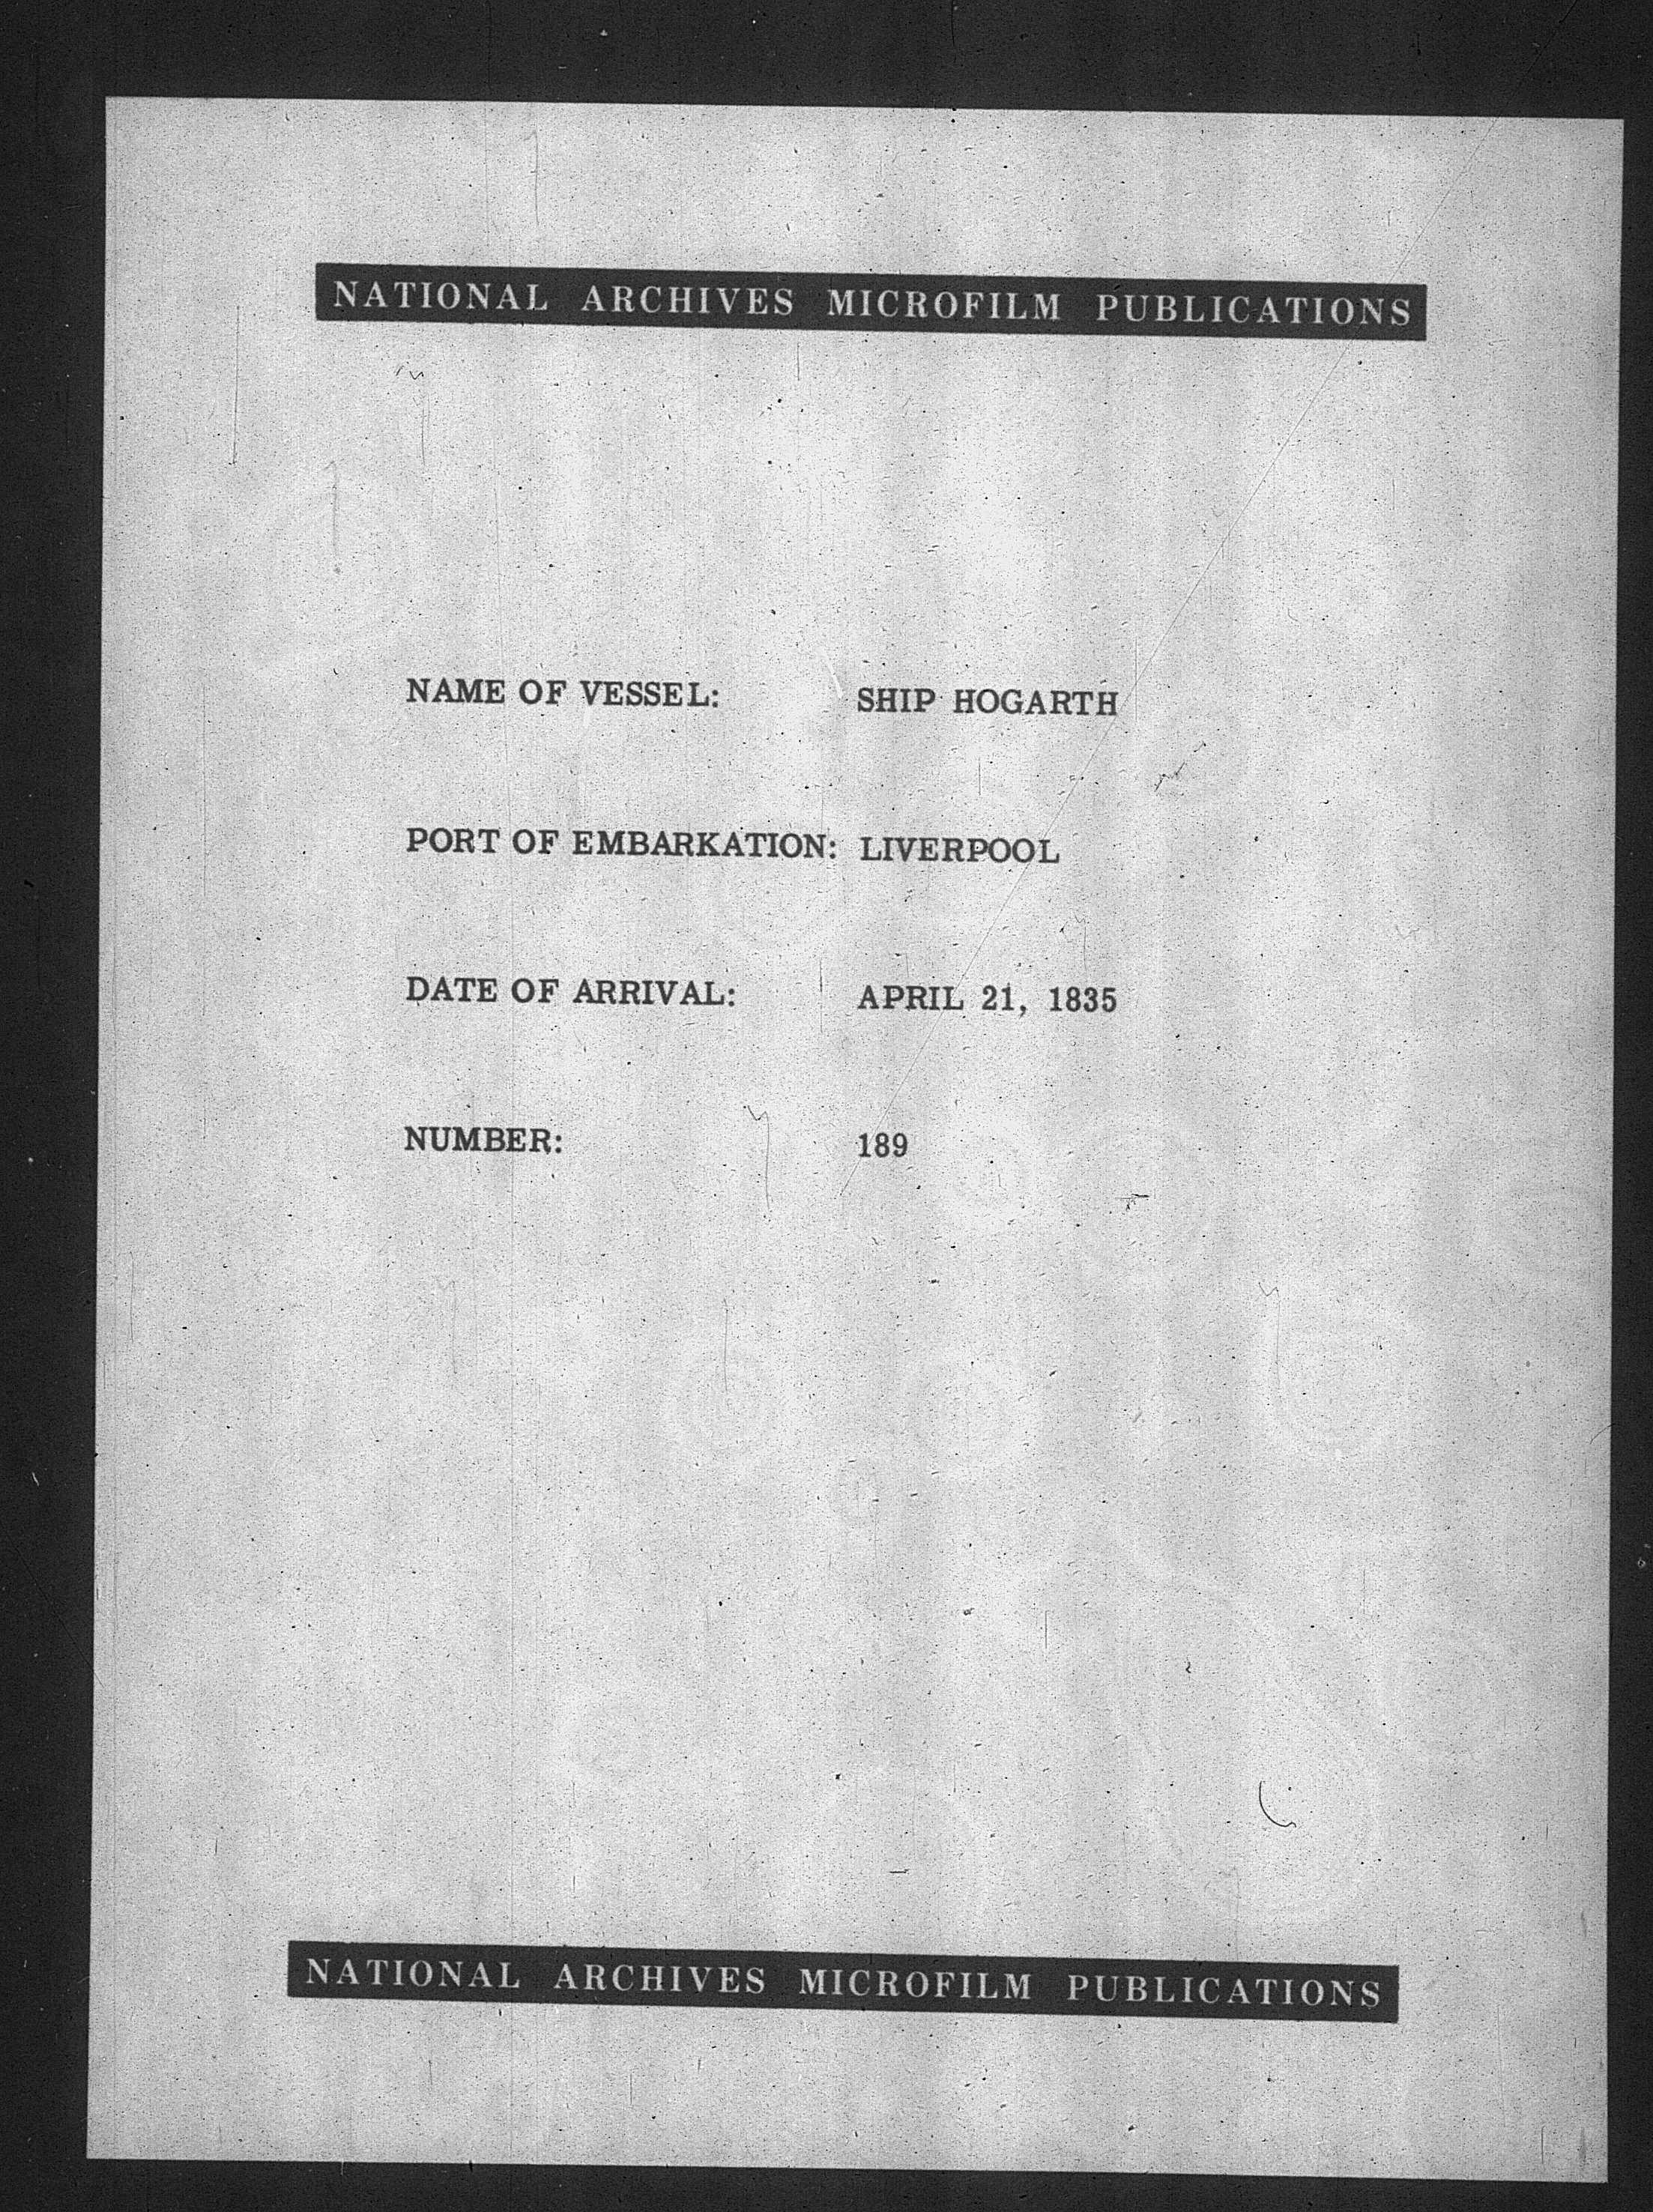 NATIONAL ARCHIVES MICROFILM PUBLICATIONS
NAME OF VESSEL: SHIP HOGARTH
PORT OF EMBARKATION: LIVERPOOL
DATE OF ARRIVAL: APRIL 21, 1835
NUMBER: 189
NATIONAL ARCHIVES MICROFILM PUBLICATIONS